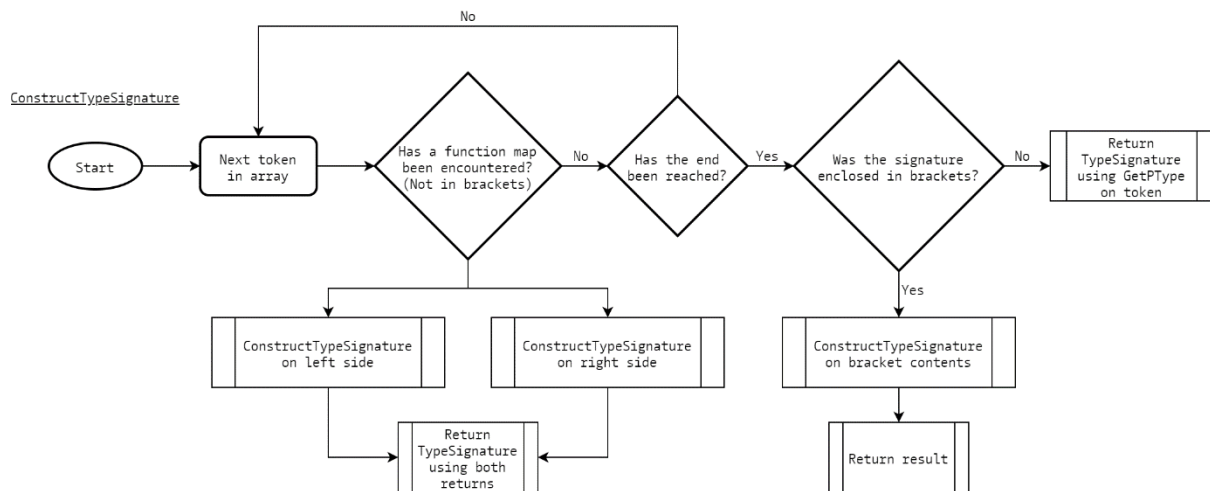 No
ConstructTypeSignature
Start
Next token
in array
Has a function map
been encountered?
(Not in brackets)
No
Has the end
been reached?
Yes
Was the signature
enclosed in brackets?
No
Return
TypeSignature
using GetPType
on token
Yes
ConstructTypeSignature
on left side
ConstructTypeSignature
on right side
ConstructTypeSignature
on bracket contents
Return
TypeSignature
using both
returns
Return result